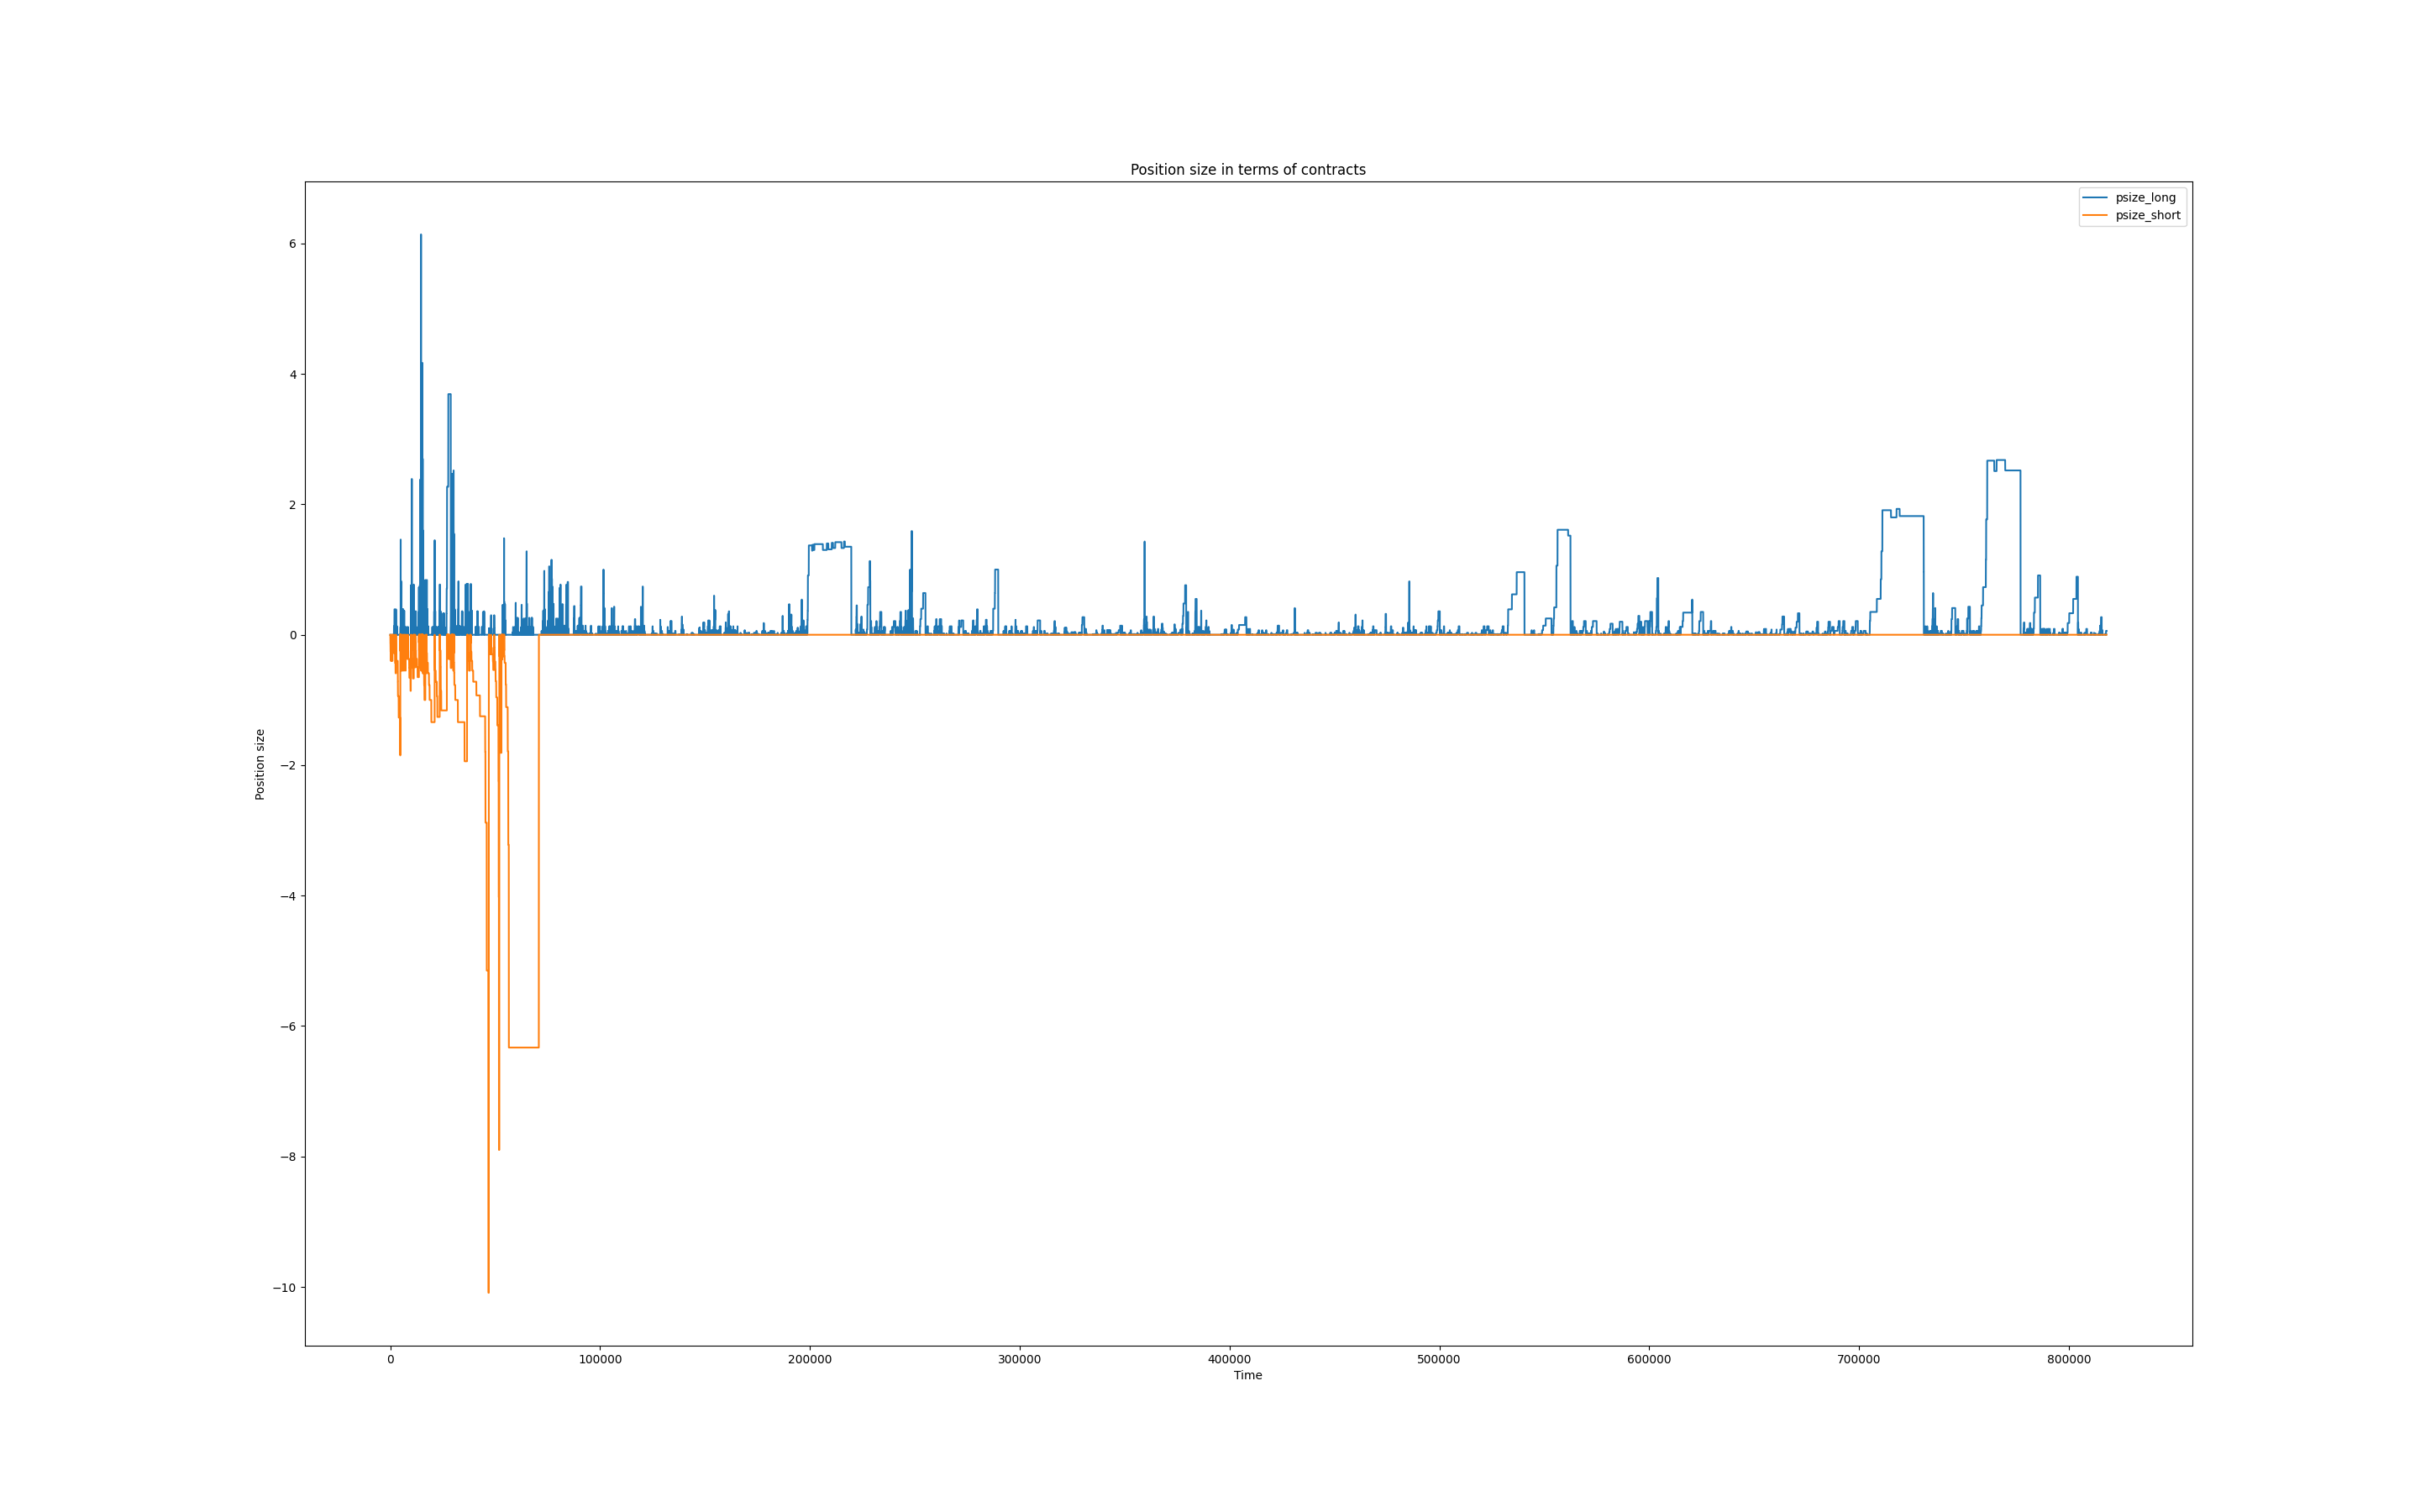 Position size in terms of contracts
psize_long
psize_short
6
4
2
0
−2
−4
−6
−8
−10
Position size
0 100000 200000 300000 400000 500000 600000 700000 800000
Time